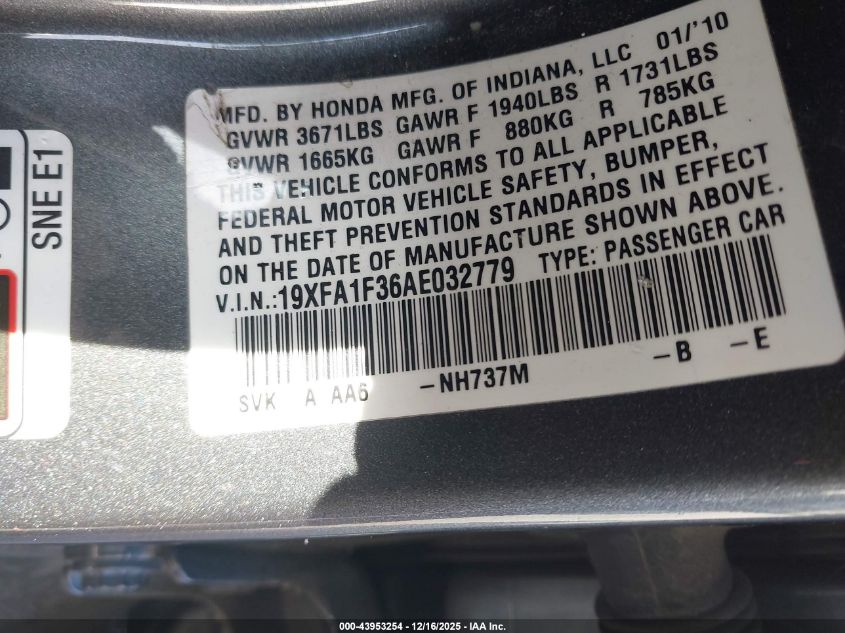 MFD. BY HONDA MFG. OF INDIANA, LLC 01/'10
GVWR 3671LBS GAWR F 1940LBS R 1731LBS
GVWR 1665KG GAWR F 880KG R 785KG
THIS VEHICLE CONFORMS TO ALL APPLICABLE
FEDERAL MOTOR VEHICLE SAFETY, BUMPER,
AND THEFT PREVENTION STANDARDS IN EFFECT
ON THE DATE OF MANUFACTURE SHOWN ABOVE.
V.I.N.:19XFA1F36AE032779 TYPE: PASSENGER CAR
SVK A AA6 -NH737M -B -E
SNE E1
000-43953254 - 12/16/2025 - IAA Inc.